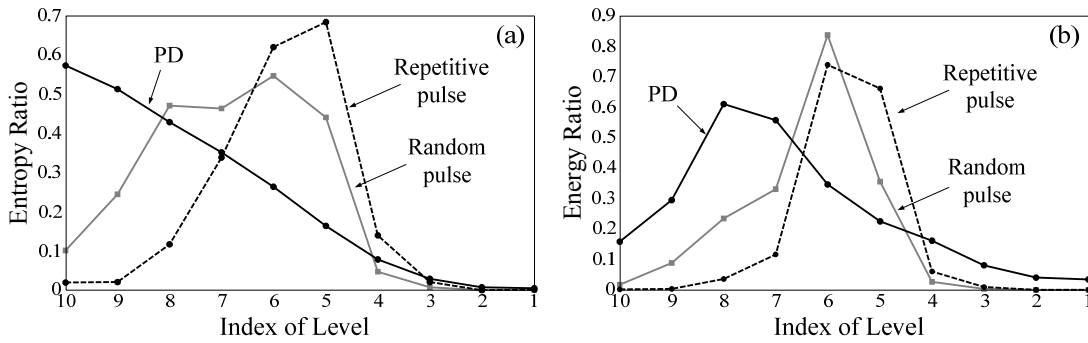 0.7
0.6
0.5
0.4
0.3
0.2
0.1
0
Entropy Ratio
10 9 8 7 6 5 4 3 2 1
Index of Level
(a)
PD
Repetitive
pulse
Random
pulse
0.9
0.8
0.7
0.6
0.5
0.4
0.3
0.2
0.1
0
Energy Ratio
10 9 8 7 6 5 4 3 2 1
Index of Level
(b)
PD
Repetitive
pulse
Random
pulse